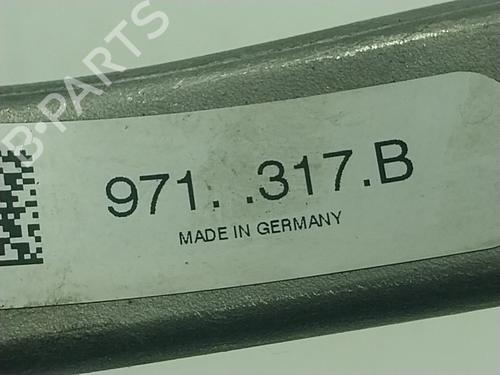 B-PARTS
971. .317.B
MADE IN GERMANY